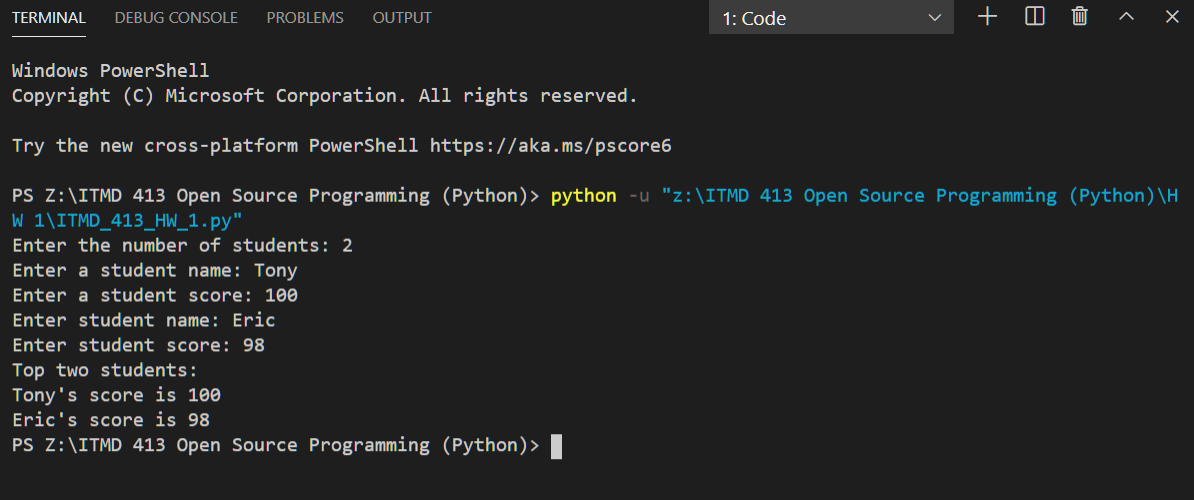 TERMINAL DEBUG CONSOLE PROBLEMS OUTPUT 1: Code
Windows PowerShell
Copyright (C) Microsoft Corporation. All rights reserved.
Try the new cross-platform PowerShell https://aka.ms/pscore6
PS Z:\ITMD 413 Open Source Programming (Python)> python -u "z:\ITMD 413 Open Source Programming (Python)\H
W 1\ITMD_413_HW_1.py"
Enter the number of students: 2
Enter a student name: Tony
Enter a student score: 100
Enter student name: Eric
Enter student score: 98
Top two students:
Tony's score is 100
Eric's score is 98
PS Z:\ITMD 413 Open Source Programming (Python)>